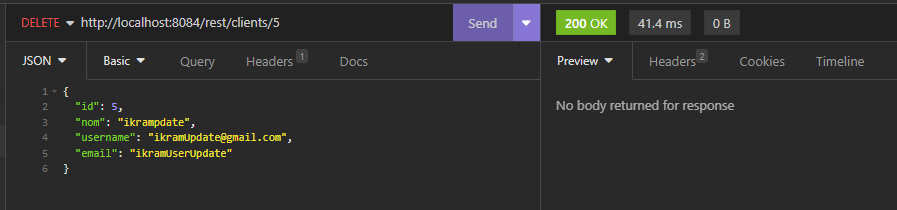 DELETE http://localhost:8084/rest/clients/5 Send 200 OK 41.4 ms 0 B
JSON Basic Query Headers 1 Docs Preview Headers 2 Cookies Timeline
1 {
2 "id": 5,
3 "nom": "ikrampdate",
4 "username": "ikramUpdate@gmail.com",
5 "email": "ikramUserUpdate"
6 }
No body returned for response